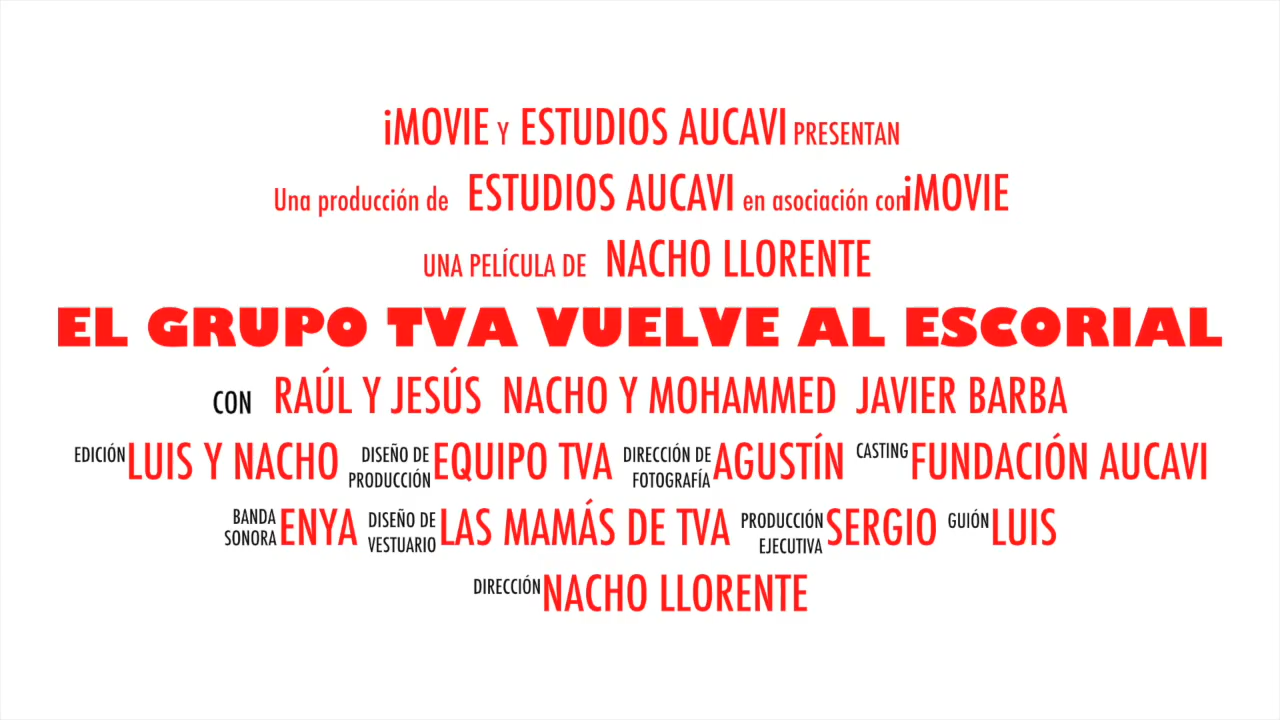 iMOVIE Y ESTUDIOS AUCAVI PRESENTAN
Una producción de ESTUDIOS AUCAVI en asociación con iMOVIE
UNA PELÍCULA DE NACHO LLORENTE
EL GRUPO TVA VUELVE AL ESCORIAL
CON RAÚL Y JESÚS NACHO Y MOHAMMED JAVIER BARBA
EDICIÓN LUIS Y NACHO DISEÑO DE PRODUCCIÓN EQUIPO TVA DIRECCIÓN DE FOTOGRAFÍA AGUSTÍN CASTING FUNDACIÓN AUCAVI
BANDA SONORA ENYA DISEÑO DE VESTUARIO LAS MAMÁS DE TVA PRODUCCIÓN EJECUTIVA SERGIO GUIÓN LUIS
DIRECCIÓN NACHO LLORENTE